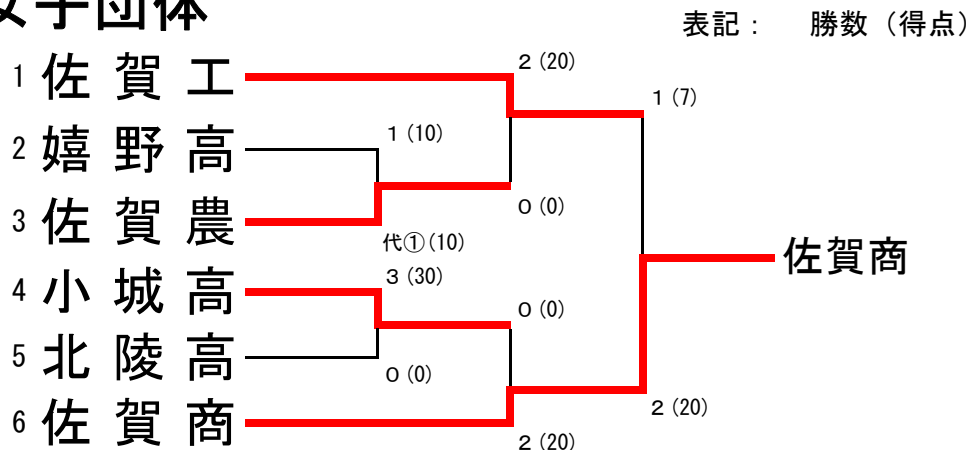 女子団体
表記： 勝数（得点）
1 佐賀工
2 (20)
1 (7)
2 嬉野高
1 (10)
3 佐賀農
0 (0)
代①(10)
佐賀商
4 小城高
3 (30)
0 (0)
5 北陵高
0 (0)
6 佐賀商
2 (20)
2 (20)